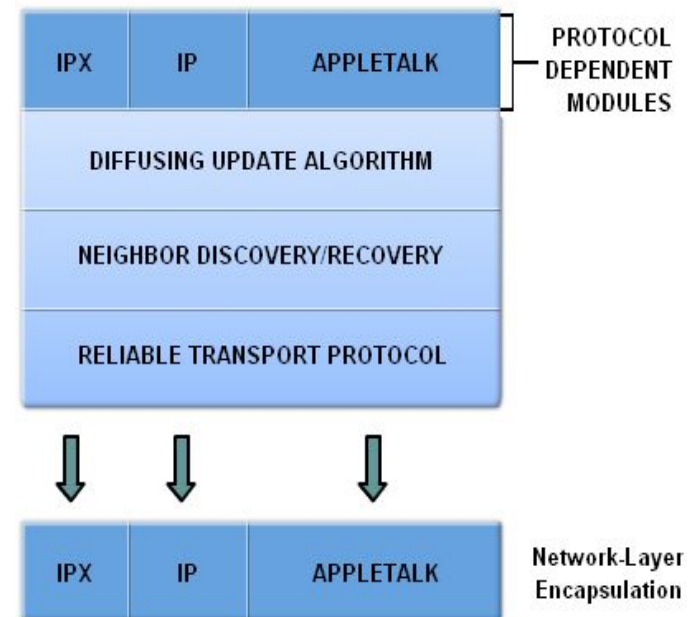 IPX IP APPLETALK
PROTOCOL
DEPENDENT
MODULES
DIFFUSING UPDATE ALGORITHM
NEIGHBOR DISCOVERY/RECOVERY
RELIABLE TRANSPORT PROTOCOL
IPX IP APPLETALK
Network-Layer
Encapsulation